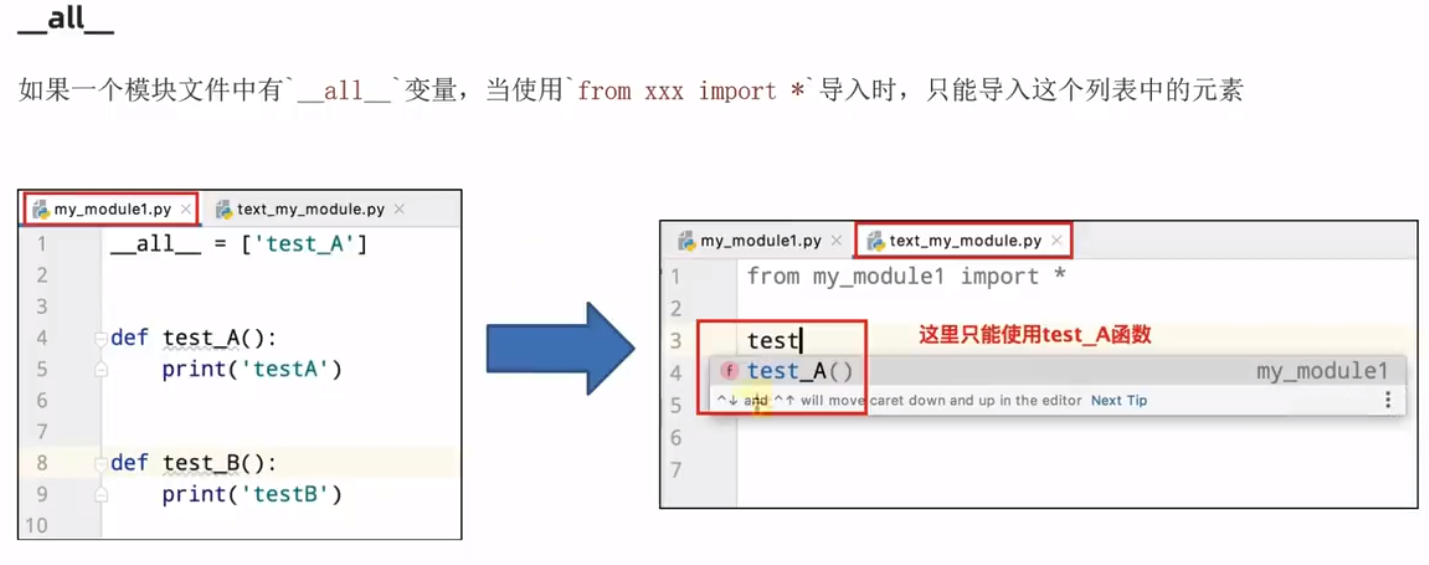 __all__
如果一个模块文件中有`__all__`变量，当使用`from xxx import *`导入时，只能导入这个列表中的元素
my_module1.py × text_my_module.py ×
1 __all__ = ['test_A']
2
3
4 def test_A():
5 print('testA')
6
7
8 def test_B():
9 print('testB')
10
my_module1.py × text_my_module.py ×
1 from my_module1 import *
2
3 test 这里只能使用test_A函数
4 f test_A() my_module1
5 ^↓ and ^↑ will move caret down and up in the editor Next Tip
6
7